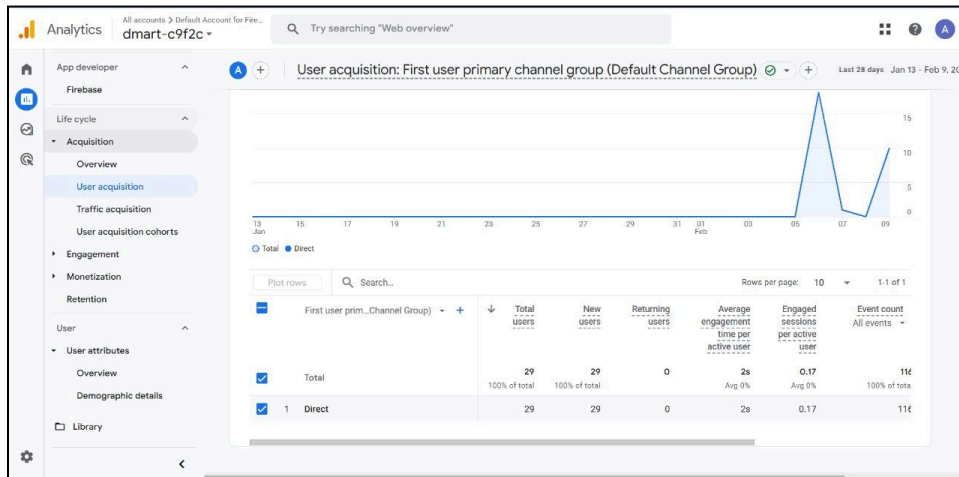 Analytics
All accounts > Default Account for Fire...
dmart-c9f2c
Try searching "Web overview"
A
App developer
Firebase
Life cycle
Acquisition
Overview
User acquisition
Traffic acquisition
User acquisition cohorts
Engagement
Monetization
Retention
User
User attributes
Overview
Demographic details
Library
A
User acquisition: First user primary channel group (Default Channel Group)
Last 28 days Jan 13 - Feb 9, 20
15
10
5
0
13 Jan 15 17 19 21 23 25 27 29 31 01 Feb 03 05 07 09
Total Direct
Plot rows
Search...
Rows per page: 10
1-1 of 1
First user prim...Channel Group)
Total users
New users
Returning users
Average engagement time per active user
Engaged sessions per active user
Event count
All events
Total 29 29 0 2s 0.17 116
100% of total 100% of total Avg 0% Avg 0% 100% of tota
1 Direct 29 29 0 2s 0.17 116